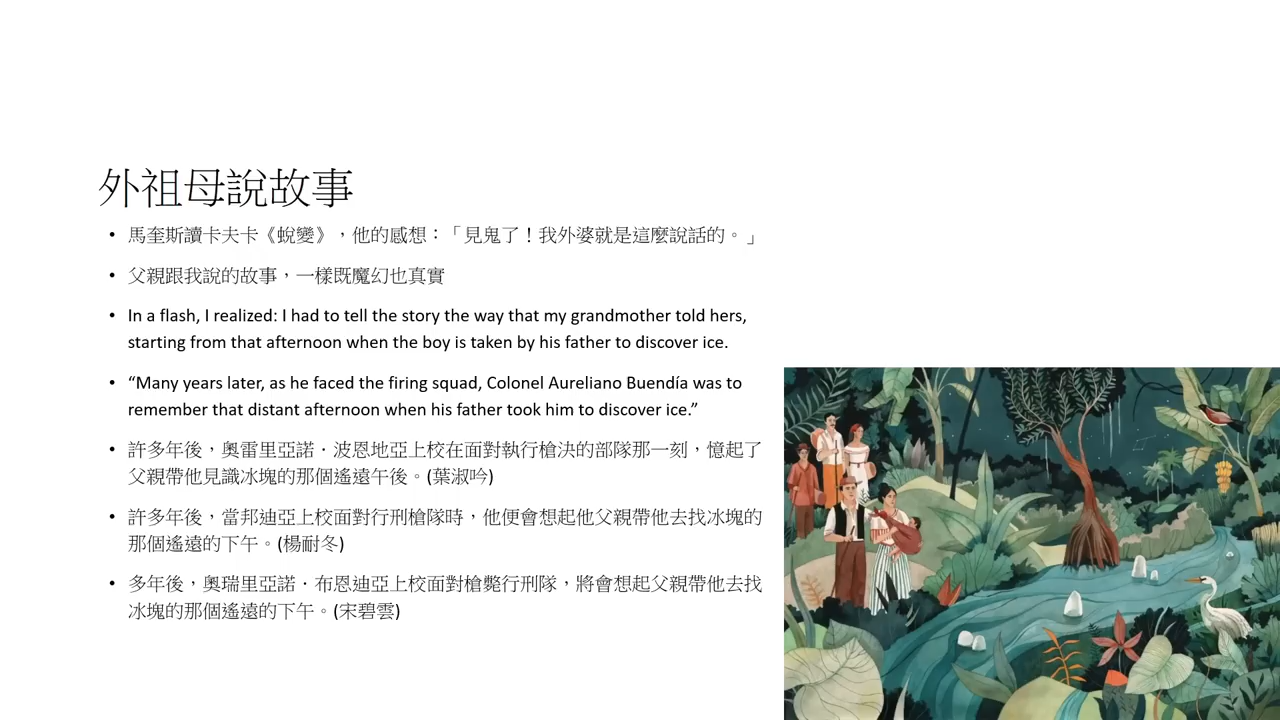 外祖母說故事
• 馬奎斯讀卡夫卡《蛻變》，他的感想：「見鬼了！我外婆就是這麼說話的。」
• 父親跟我說的故事，一樣既魔幻也真實
• In a flash, I realized: I had to tell the story the way that my grandmother told hers,
starting from that afternoon when the boy is taken by his father to discover ice.
• “Many years later, as he faced the firing squad, Colonel Aureliano Buendía was to
remember that distant afternoon when his father took him to discover ice.”
• 許多年後，奧雷里亞諾．波恩地亞上校在面對執行槍決的部隊那一刻，憶起了
父親帶他見識冰塊的那個遙遠午後。(葉淑吟)
• 許多年後，當邦迪亞上校面對行刑槍隊時，他便會想起他父親帶他去找冰塊的
那個遙遠的下午。(楊耐冬)
• 多年後，奧瑞里亞諾．布恩迪亞上校面對槍斃行刑隊，將會想起父親帶他去找
冰塊的那個遙遠的下午。(宋碧雲)